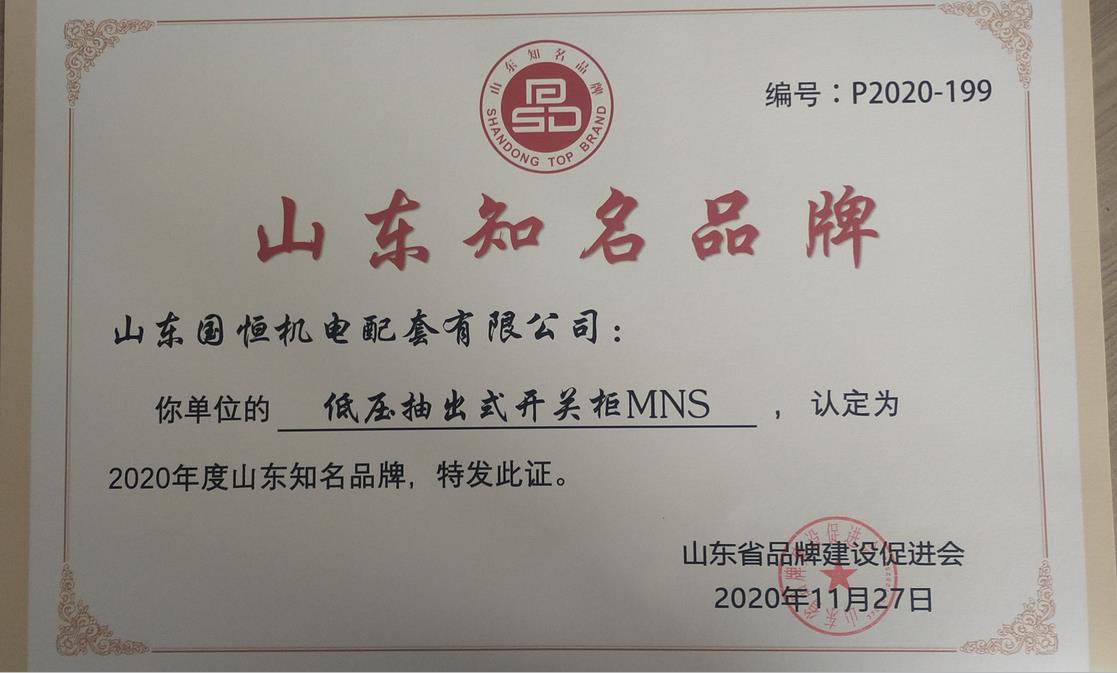 山东知名品牌
PSD
SHANDONG TOP BRAND
编号：P2020-199
山东知名品牌
山东国恒机电配套有限公司：
你单位的 低压抽出式开关柜MNS ，认定为
2020年度山东知名品牌，特发此证。
山东省品牌建设促进会
2020年11月27日